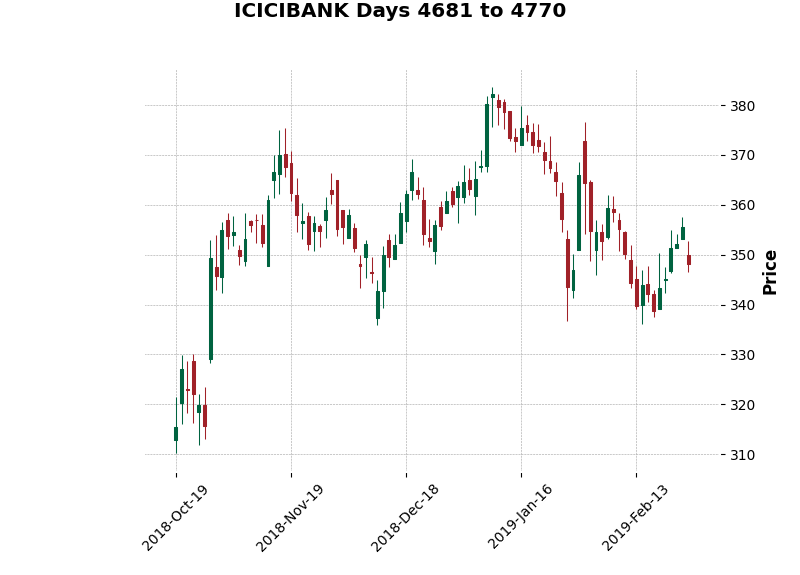 ICICIBANK Days 4681 to 4770
380
370
360
350
340
330
320
310
Price
2018-Oct-19
2018-Nov-19
2018-Dec-18
2019-Jan-16
2019-Feb-13